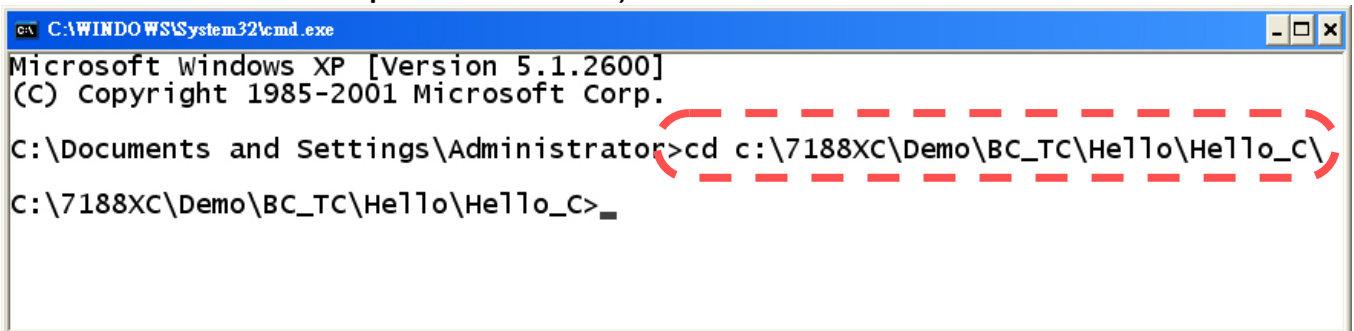 C:\WINDOWS\System32\cmd.exe
Microsoft Windows XP [Version 5.1.2600]
(C) Copyright 1985-2001 Microsoft Corp.
C:\Documents and Settings\Administrator>cd c:\7188XC\Demo\BC_TC\Hello\Hello_C\
C:\7188XC\Demo\BC_TC\Hello\Hello_C>_